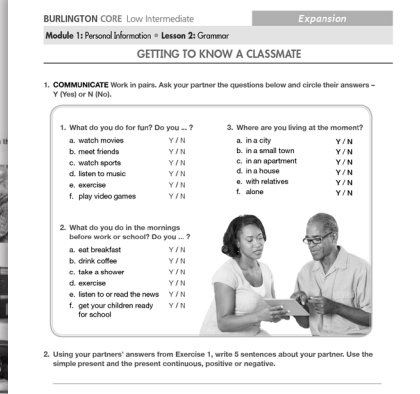 BURLINGTON CORE Low Intermediate
Expansion
Module 1: Personal Information • Lesson 2: Grammar
GETTING TO KNOW A CLASSMATE
1. COMMUNICATE Work in pairs. Ask your partner the questions below and circle their answers –
Y (Yes) or N (No).
1. What do you do for fun? Do you ... ?
a. watch movies Y / N
b. meet friends Y / N
c. watch sports Y / N
d. listen to music Y / N
e. exercise Y / N
f. play video games Y / N
2. What do you do in the mornings
before work or school? Do you ... ?
a. eat breakfast Y / N
b. drink coffee Y / N
c. take a shower Y / N
d. exercise Y / N
e. listen to or read the news Y / N
f. get your children ready Y / N
for school
3. Where are you living at the moment?
a. in a city Y / N
b. in a small town Y / N
c. in an apartment Y / N
d. in a house Y / N
e. with relatives Y / N
f. alone Y / N
2. Using your partners' answers from Exercise 1, write 5 sentences about your partner. Use the
simple present and the present continuous, positive or negative.